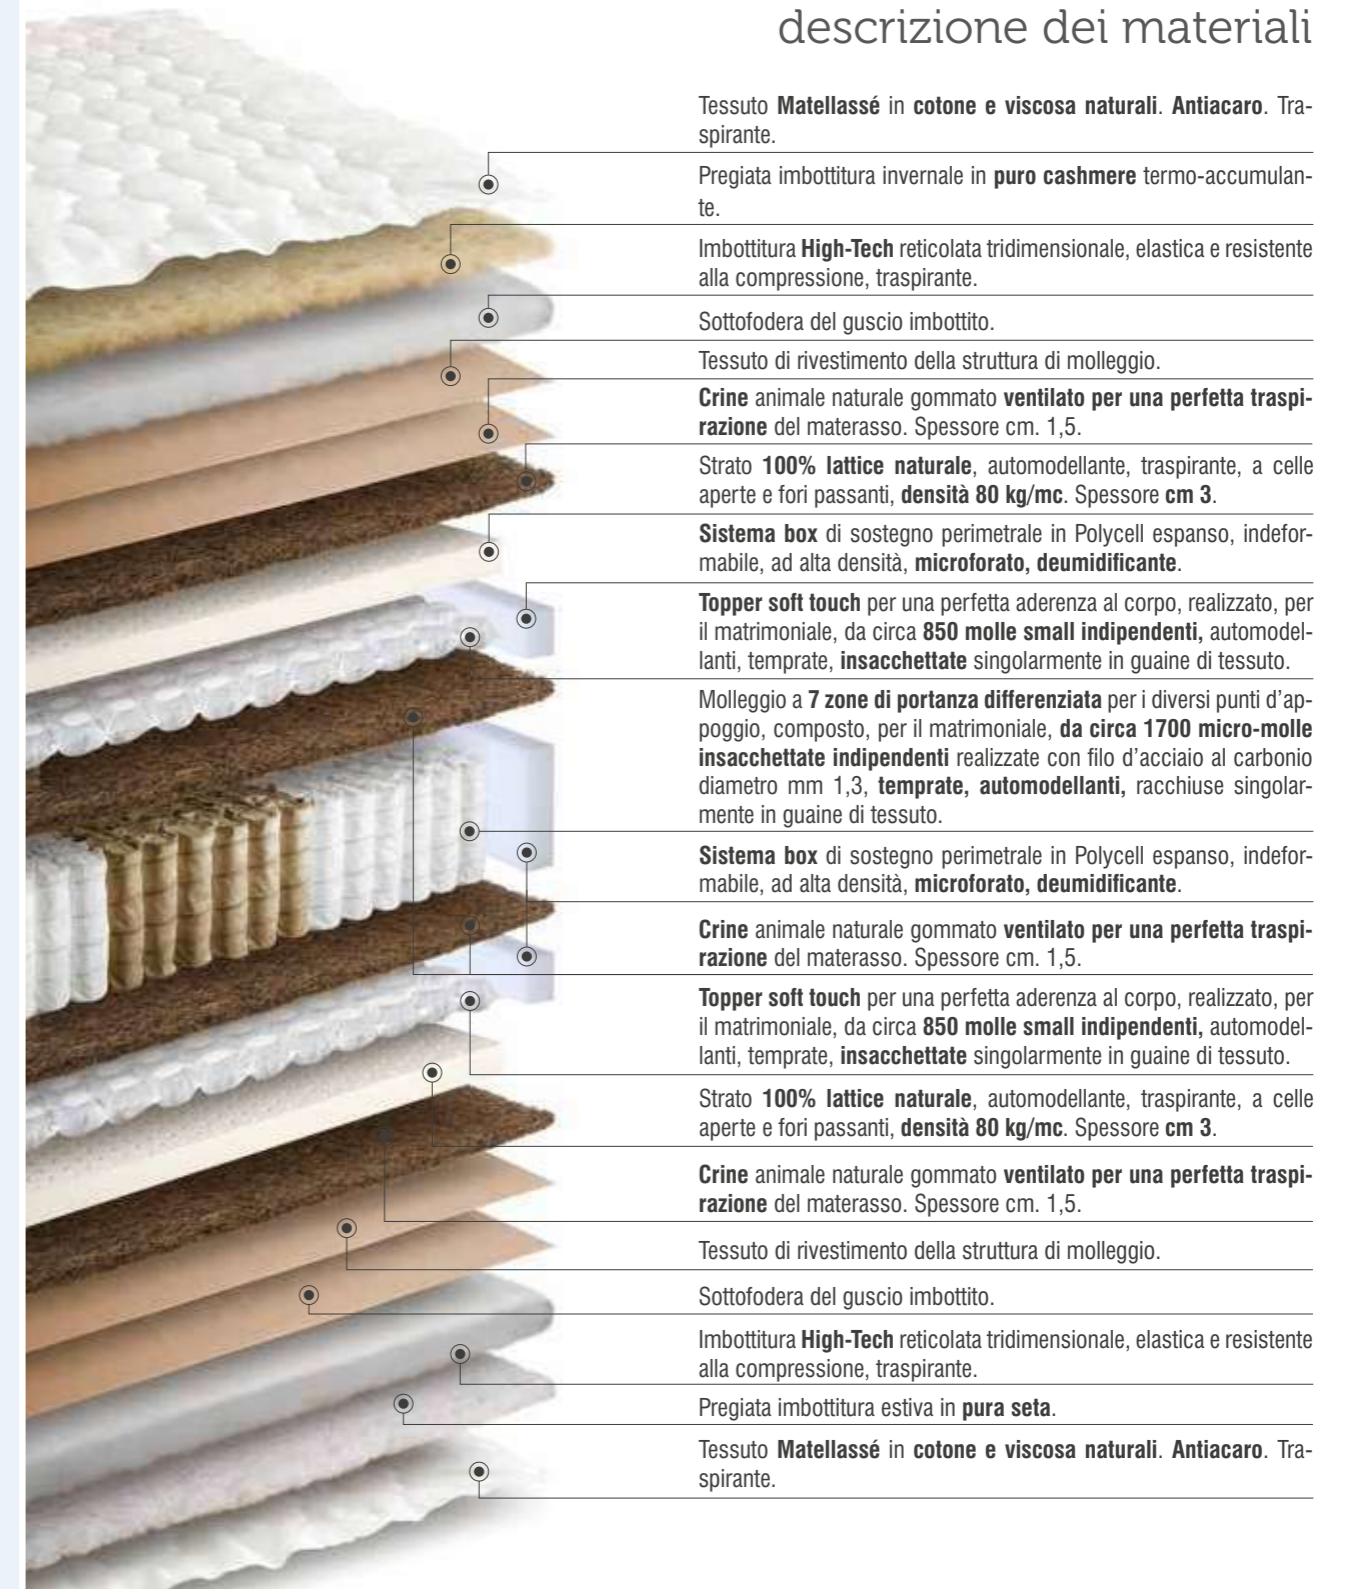 descrizione dei materiali
Tessuto Matellassé in cotone e viscosa naturali. Antiacaro. Tra-
spirante.
Pregiata imbottitura invernale in puro cashmere termo-accumulan-
te.
Imbottitura High-Tech reticolata tridimensionale, elastica e resistente
alla compressione, traspirante.
Sottofodera del guscio imbottito.
Tessuto di rivestimento della struttura di molleggio.
Crine animale naturale gommato ventilato per una perfetta traspi-
razione del materasso. Spessore cm. 1,5.
Strato 100% lattice naturale, automodellante, traspirante, a celle
aperte e fori passanti, densità 80 kg/mc. Spessore cm 3.
Sistema box di sostegno perimetrale in Polycell espanso, indefor-
mabile, ad alta densità, microforato, deumidificante.
Topper soft touch per una perfetta aderenza al corpo, realizzato, per
il matrimoniale, da circa 850 molle small indipendenti, automodel-
lanti, temprate, insacchettate singolarmente in guaine di tessuto.
Molleggio a 7 zone di portanza differenziata per i diversi punti d'ap-
poggio, composto, per il matrimoniale, da circa 1700 micro-molle
insacchettate indipendenti realizzate con filo d'acciaio al carbonio
diametro mm 1,3, temprate, automodellanti, racchiuse singolar-
mente in guaine di tessuto.
Sistema box di sostegno perimetrale in Polycell espanso, indefor-
mabile, ad alta densità, microforato, deumidificante.
Crine animale naturale gommato ventilato per una perfetta traspi-
razione del materasso. Spessore cm. 1,5.
Topper soft touch per una perfetta aderenza al corpo, realizzato, per
il matrimoniale, da circa 850 molle small indipendenti, automodel-
lanti, temprate, insacchettate singolarmente in guaine di tessuto.
Strato 100% lattice naturale, automodellante, traspirante, a celle
aperte e fori passanti, densità 80 kg/mc. Spessore cm 3.
Crine animale naturale gommato ventilato per una perfetta traspi-
razione del materasso. Spessore cm. 1,5.
Tessuto di rivestimento della struttura di molleggio.
Sottofodera del guscio imbottito.
Imbottitura High-Tech reticolata tridimensionale, elastica e resistente
alla compressione, traspirante.
Pregiata imbottitura estiva in pura seta.
Tessuto Matellassé in cotone e viscosa naturali. Antiacaro. Tra-
spirante.